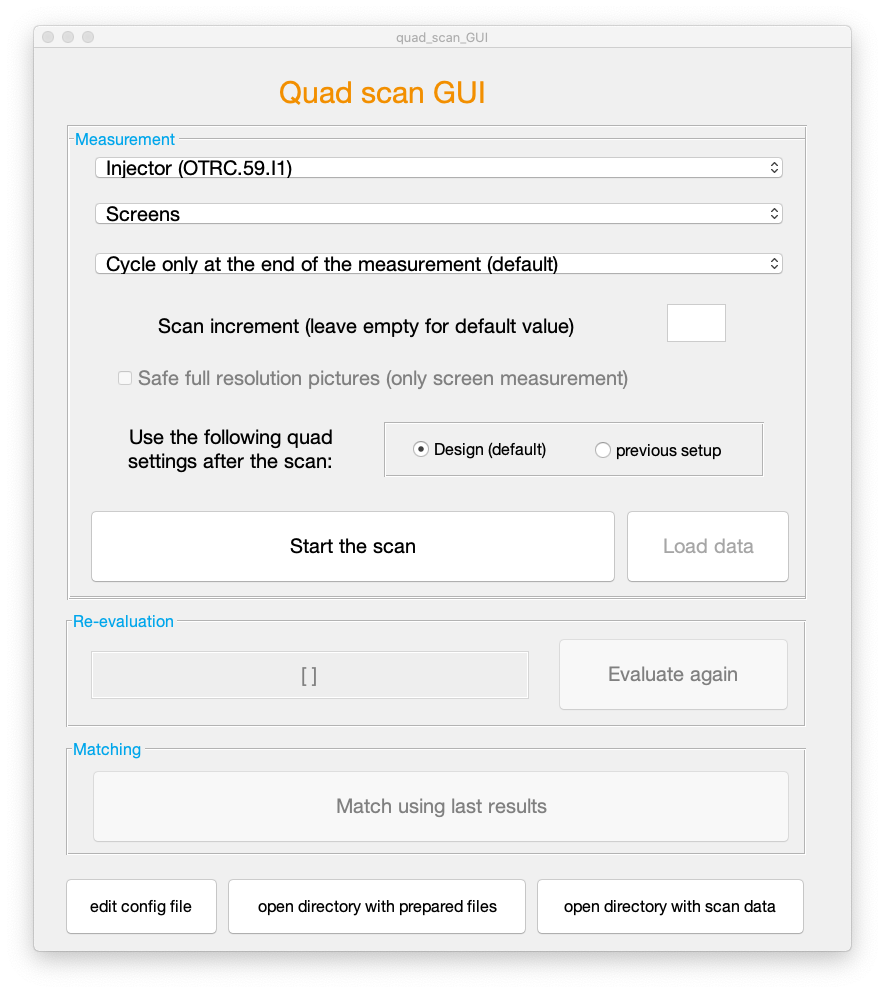 quad_scan_GUI
Quad scan GUI
Measurement
Injector (OTRC.59.I1)
Screens
Cycle only at the end of the measurement (default)
Scan increment (leave empty for default value)
Safe full resolution pictures (only screen measurement)
Use the following quad
settings after the scan:
Design (default) previous setup
Start the scan Load data
Re-evaluation
[ ] Evaluate again
Matching
Match using last results
edit config file open directory with prepared files open directory with scan data